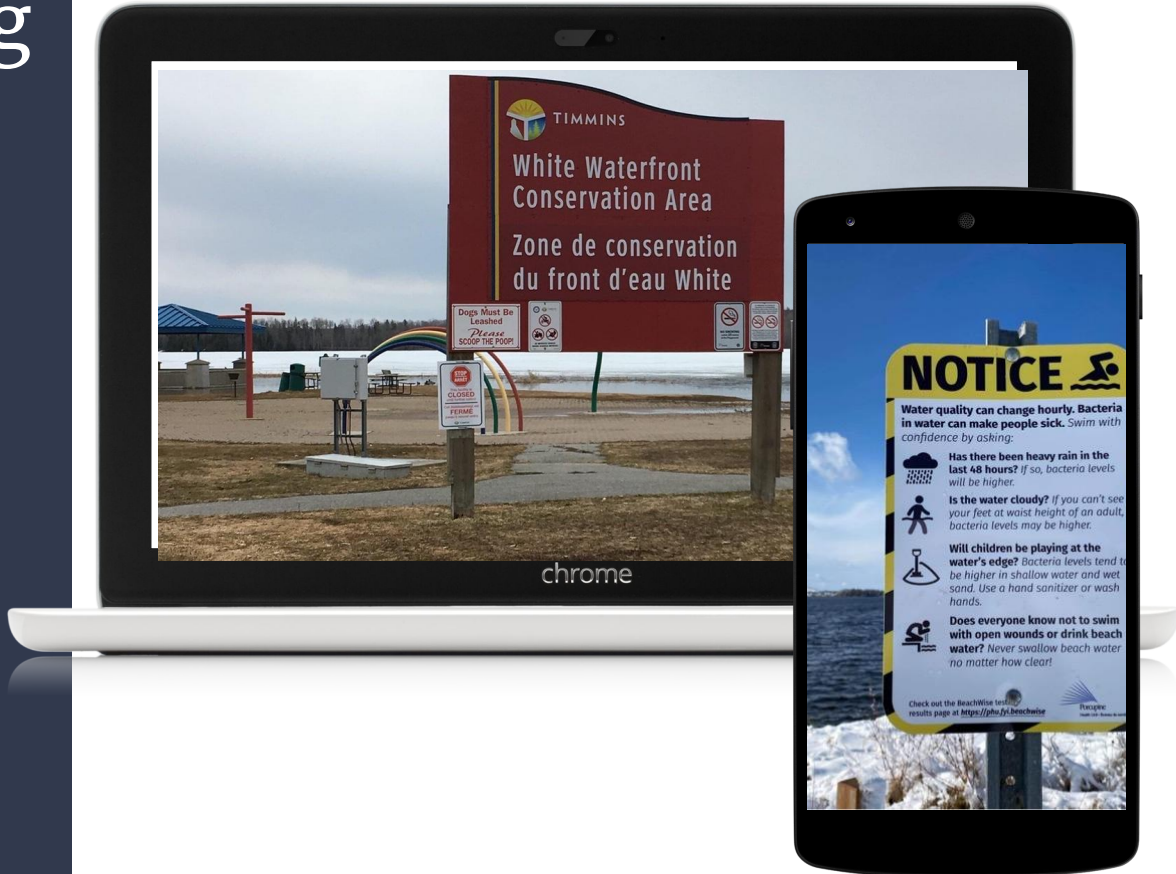 g
TIMMINS
White Waterfront
Conservation Area
Zone de conservation
du front d'eau White
Dogs Must Be
Leashed
Please
SCOOP THE POOP!
STOP
CLOSED
FERMÉ
chrome
NOTICE
Water quality can change hourly. Bacteria
in water can make people sick. Swim with
confidence by asking:
Has there been heavy rain in the
last 48 hours? If so, bacteria levels
will be higher.
Is the water cloudy? If you can't see
your feet at waist height of an adult,
bacteria levels may be higher.
Will children be playing at the
water's edge? Bacteria levels tend to
be higher in shallow water and wet
sand. Use a hand sanitizer or wash
hands.
Does everyone know not to swim
with open wounds or drink beach
water? Never swallow beach water
no matter how clear!
Check out the BeachWise
results page at https://phu.fyi.beachwise
Porcupine